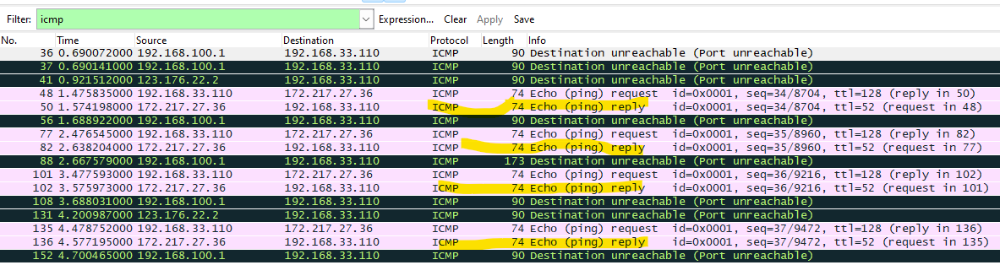 Filter: icmp Expression... Clear Apply Save
No. Time Source Destination Protocol Length Info
36 0.690072000 192.168.100.1 192.168.33.110 ICMP 90 Destination unreachable (Port unreachable)
37 0.690141000 192.168.100.1 192.168.33.110 ICMP 90 Destination unreachable (Port unreachable)
41 0.921512000 123.176.22.2 192.168.33.110 ICMP 90 Destination unreachable (Port unreachable)
48 1.475835000 192.168.33.110 172.217.27.36 ICMP 74 Echo (ping) request id=0x0001, seq=34/8704, ttl=128 (reply in 50)
50 1.574198000 172.217.27.36 192.168.33.110 ICMP 74 Echo (ping) reply id=0x0001, seq=34/8704, ttl=52 (request in 48)
56 1.688922000 192.168.100.1 192.168.33.110 ICMP 90 Destination unreachable (Port unreachable)
77 2.476545000 192.168.33.110 172.217.27.36 ICMP 74 Echo (ping) request id=0x0001, seq=35/8960, ttl=128 (reply in 82)
82 2.638204000 172.217.27.36 192.168.33.110 ICMP 74 Echo (ping) reply id=0x0001, seq=35/8960, ttl=52 (request in 77)
88 2.667579000 192.168.100.1 192.168.33.110 ICMP 173 Destination unreachable (Port unreachable)
101 3.477593000 192.168.33.110 172.217.27.36 ICMP 74 Echo (ping) request id=0x0001, seq=36/9216, ttl=128 (reply in 102)
102 3.575973000 172.217.27.36 192.168.33.110 ICMP 74 Echo (ping) reply id=0x0001, seq=36/9216, ttl=52 (request in 101)
108 3.688031000 192.168.100.1 192.168.33.110 ICMP 90 Destination unreachable (Port unreachable)
131 4.200987000 123.176.22.2 192.168.33.110 ICMP 90 Destination unreachable (Port unreachable)
135 4.478752000 192.168.33.110 172.217.27.36 ICMP 74 Echo (ping) request id=0x0001, seq=37/9472, ttl=128 (reply in 136)
136 4.577195000 172.217.27.36 192.168.33.110 ICMP 74 Echo (ping) reply id=0x0001, seq=37/9472, ttl=52 (request in 135)
152 4.700465000 192.168.100.1 192.168.33.110 ICMP 90 Destination unreachable (Port unreachable)